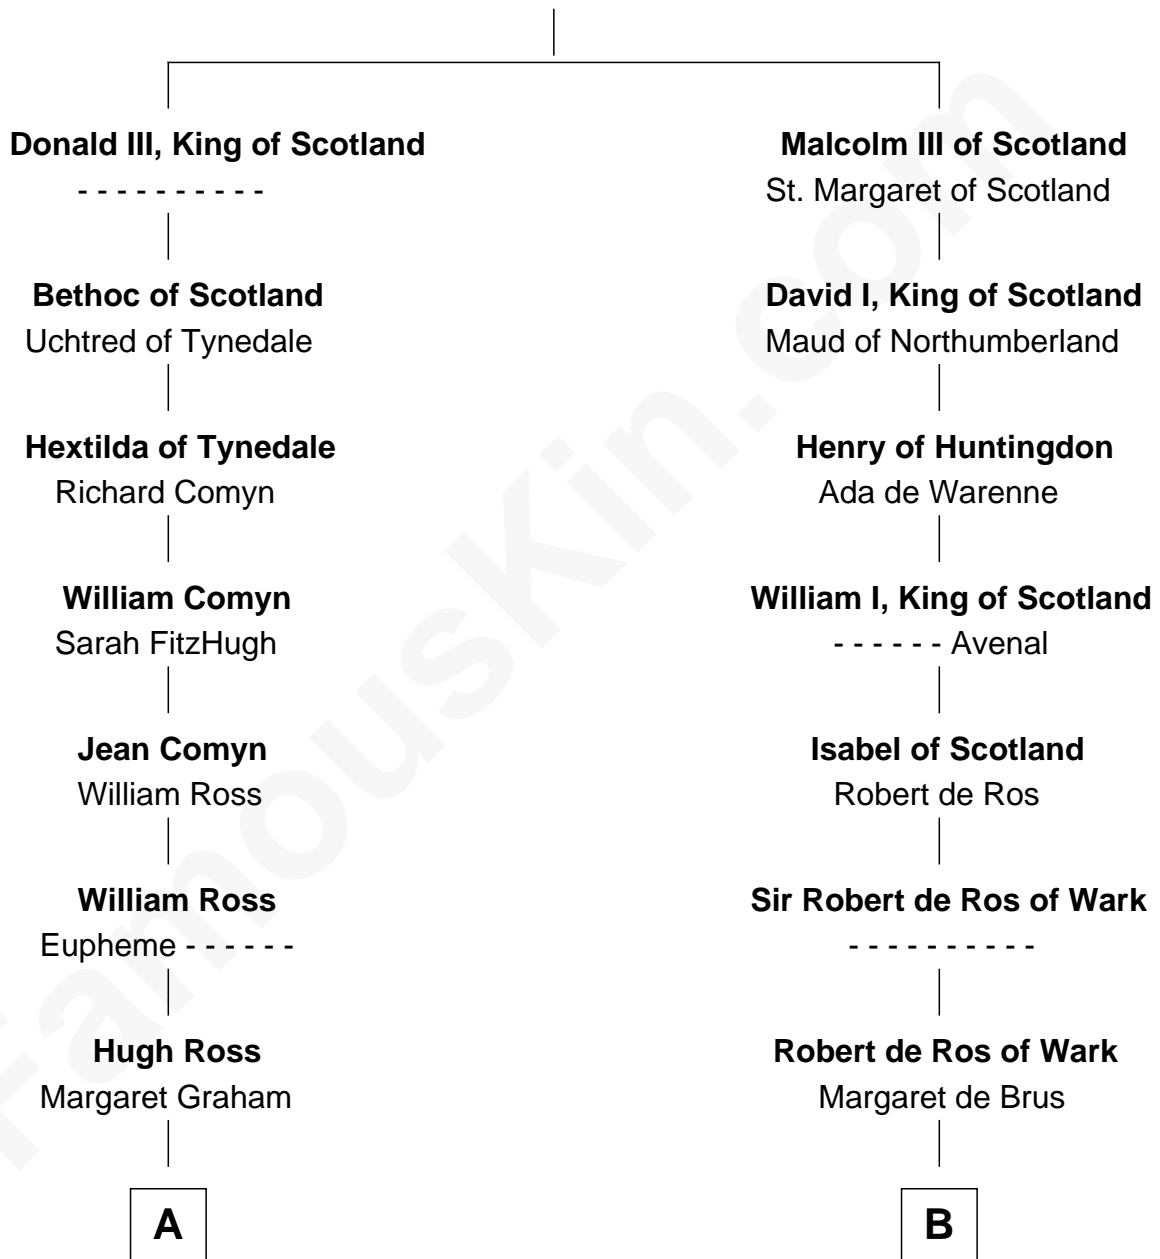 Donald III, King of Scotland
- - - - - - - - - -
Bethoc of Scotland
Uchtred of Tynedale
Hextilda of Tynedale
Richard Comyn
William Comyn
Sarah FitzHugh
Jean Comyn
William Ross
William Ross
Eupheme - - - - - -
Hugh Ross
Margaret Graham
A
Malcolm III of Scotland
St. Margaret of Scotland
David I, King of Scotland
Maud of Northumberland
Henry of Huntingdon
Ada de Warenne
William I, King of Scotland
- - - - - - Avenal
Isabel of Scotland
Robert de Ros
Sir Robert de Ros of Wark
- - - - - - - - - -
Robert de Ros of Wark
Margaret de Brus
B
FamousKin.com